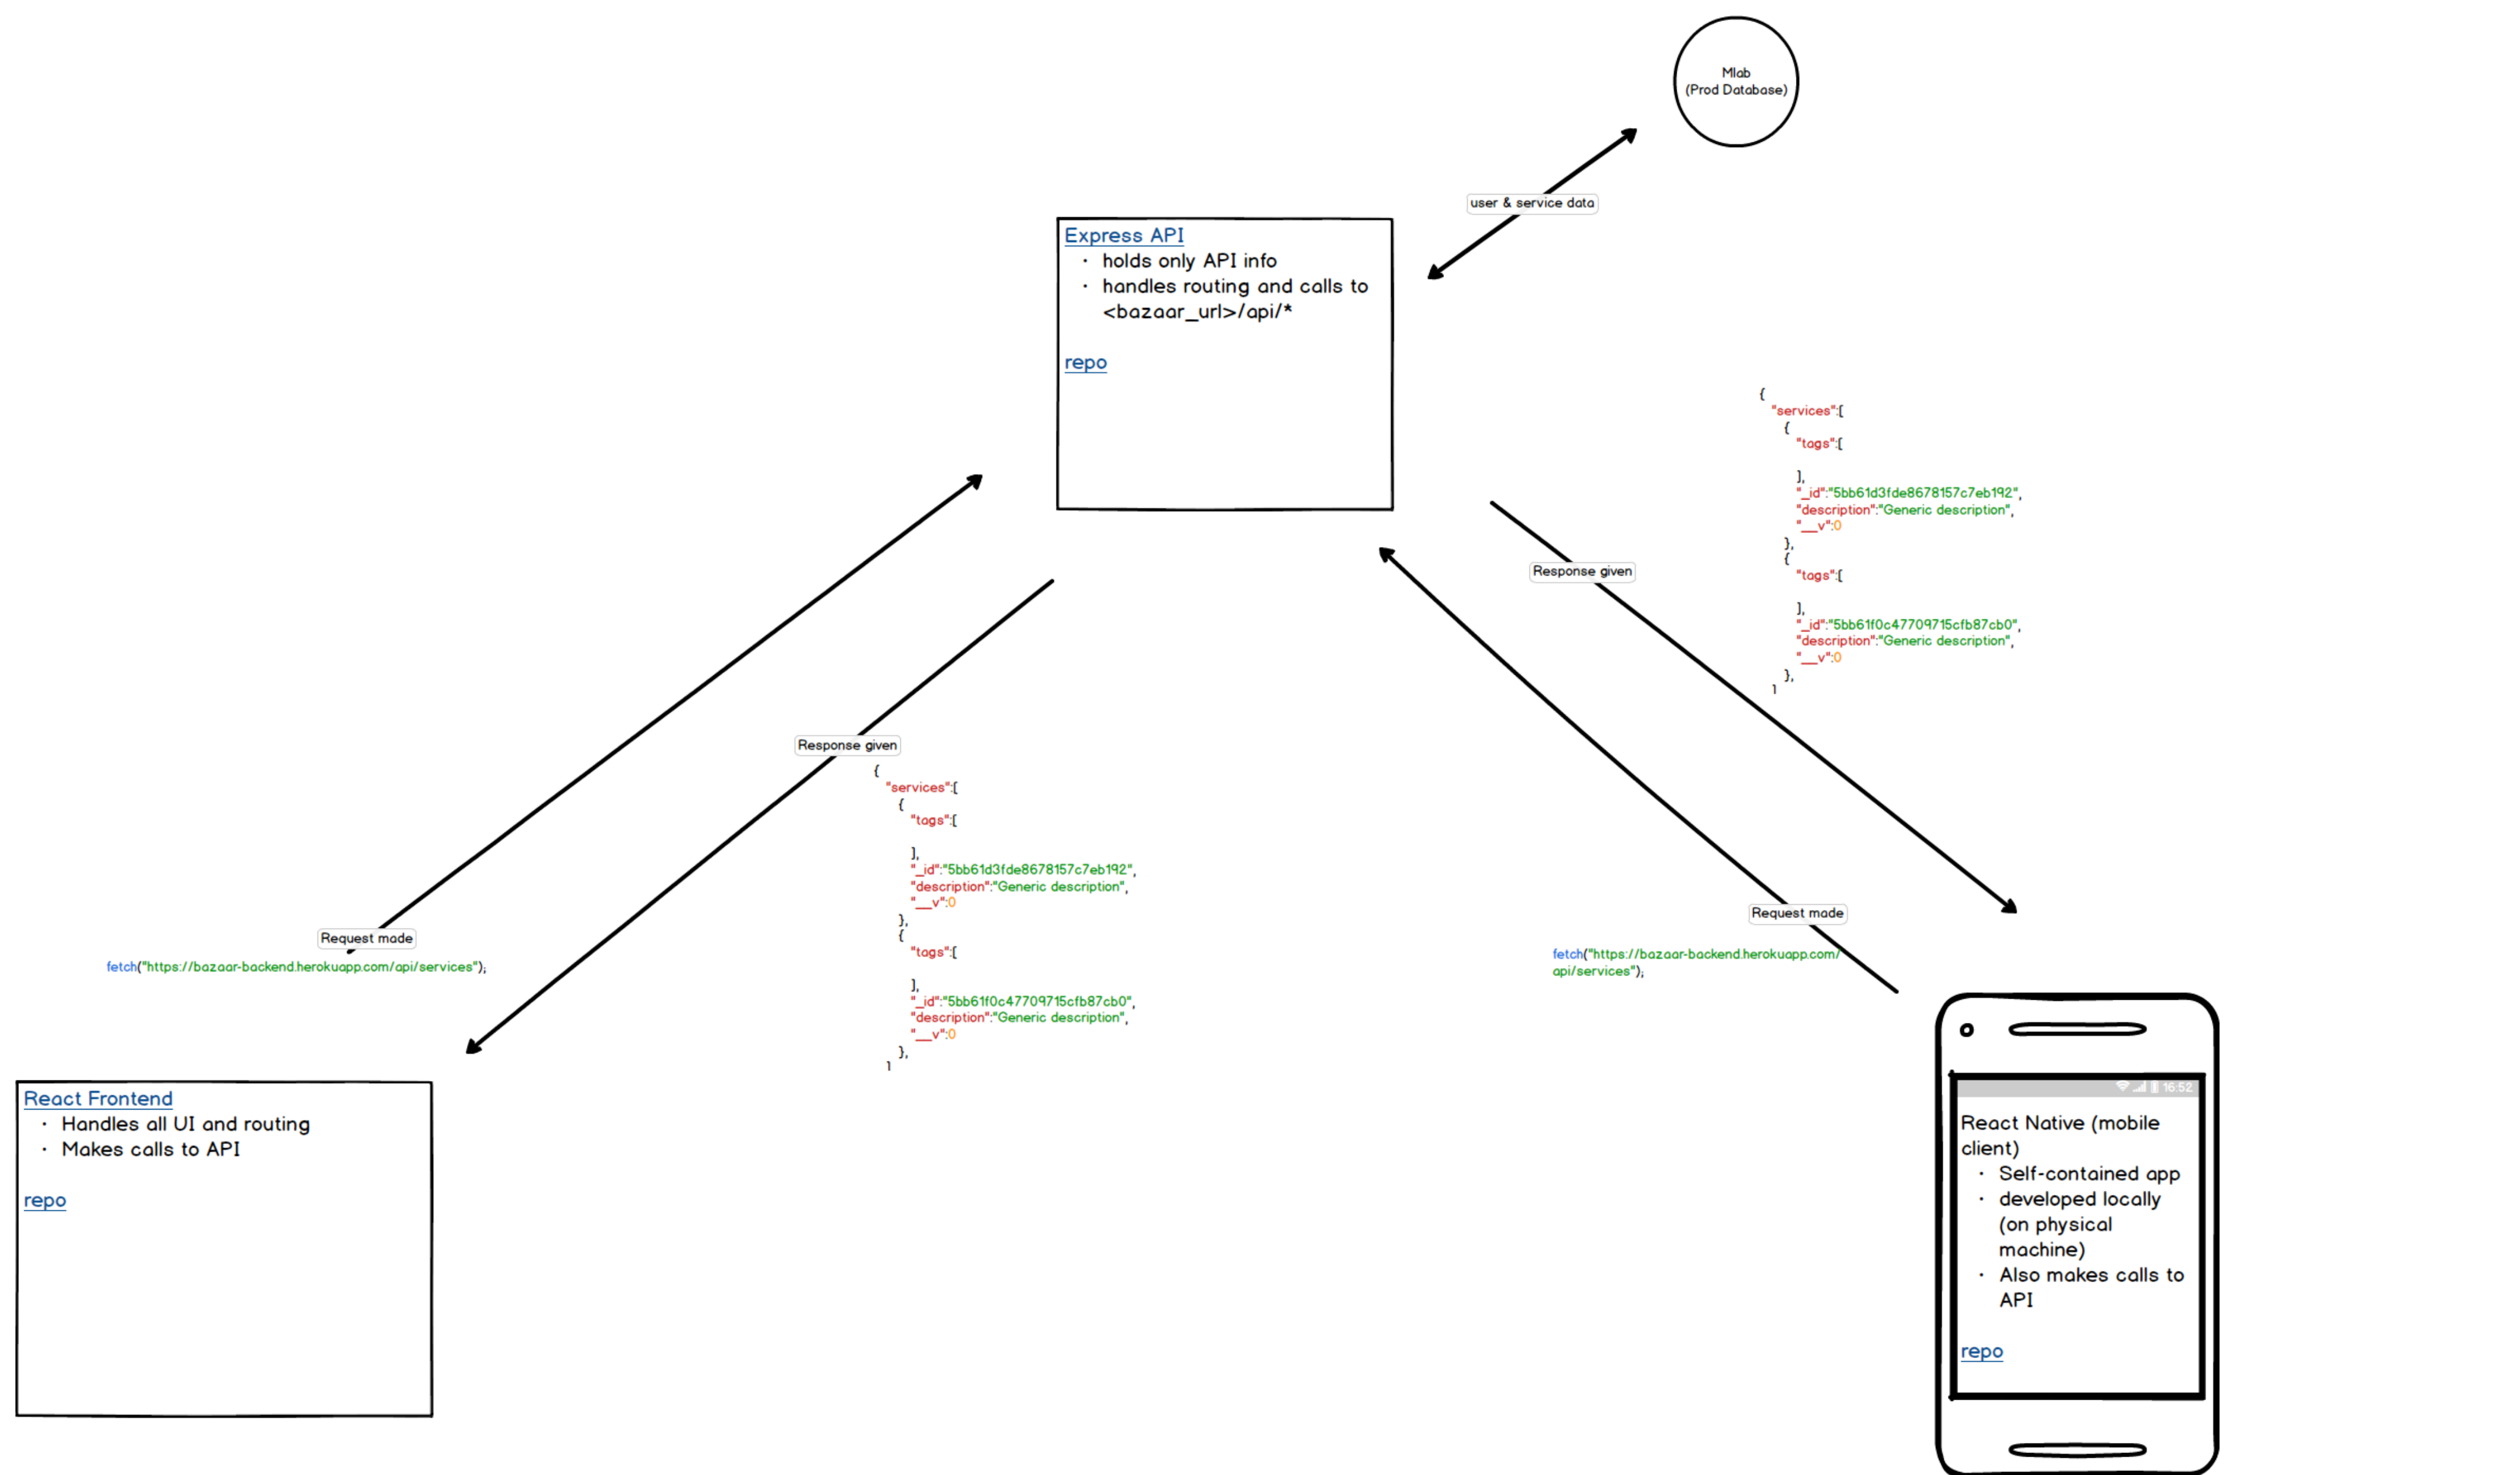 Mlab
(Prod Database)
user & service data
Express API
· holds only API info
· handles routing and calls to
<bazaar_url>/api/*
repo
{
"services":[
{
"tags":[
],
"_id":"5bb61d3fde8678157c7eb192",
"description":"Generic description",
"__v":0
},
{
"tags":[
],
"_id":"5bb61f0c47709715cfb87cb0",
"description":"Generic description",
"__v":0
},
]
Response given
Response given
{
"services":[
{
"tags":[
],
"_id":"5bb61d3fde8678157c7eb192",
"description":"Generic description",
"__v":0
},
{
"tags":[
],
"_id":"5bb61f0c47709715cfb87cb0",
"description":"Generic description",
"__v":0
},
]
Request made
fetch("https://bazaar-backend.herokuapp.com/api/services");
Request made
fetch("https://bazaar-backend.herokuapp.com/
api/services");
React Frontend
· Handles all UI and routing
· Makes calls to API
repo
16:52
React Native (mobile
client)
· Self-contained app
· developed locally
(on physical
machine)
· Also makes calls to
API
repo